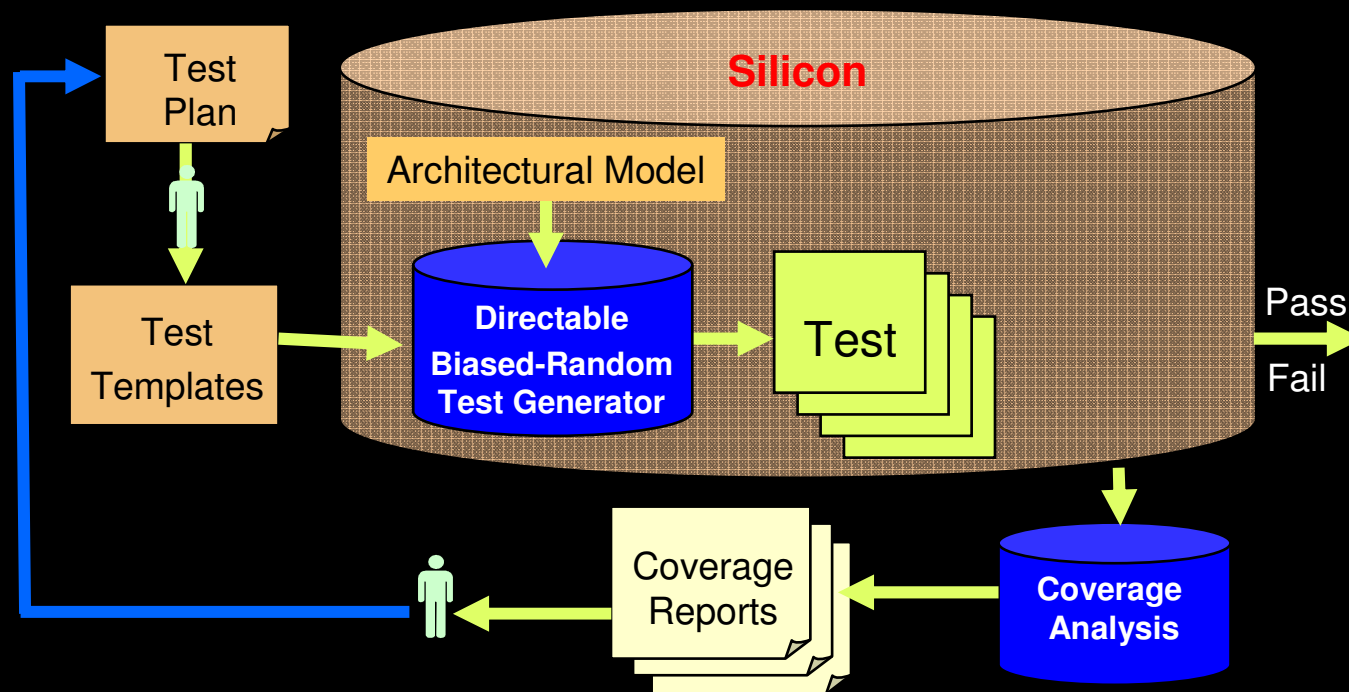 Test
Plan
Silicon
Architectural Model
Test
Templates
Directable
Biased-Random
Test Generator
Test
Pass
Fail
Coverage
Reports
Coverage
Analysis